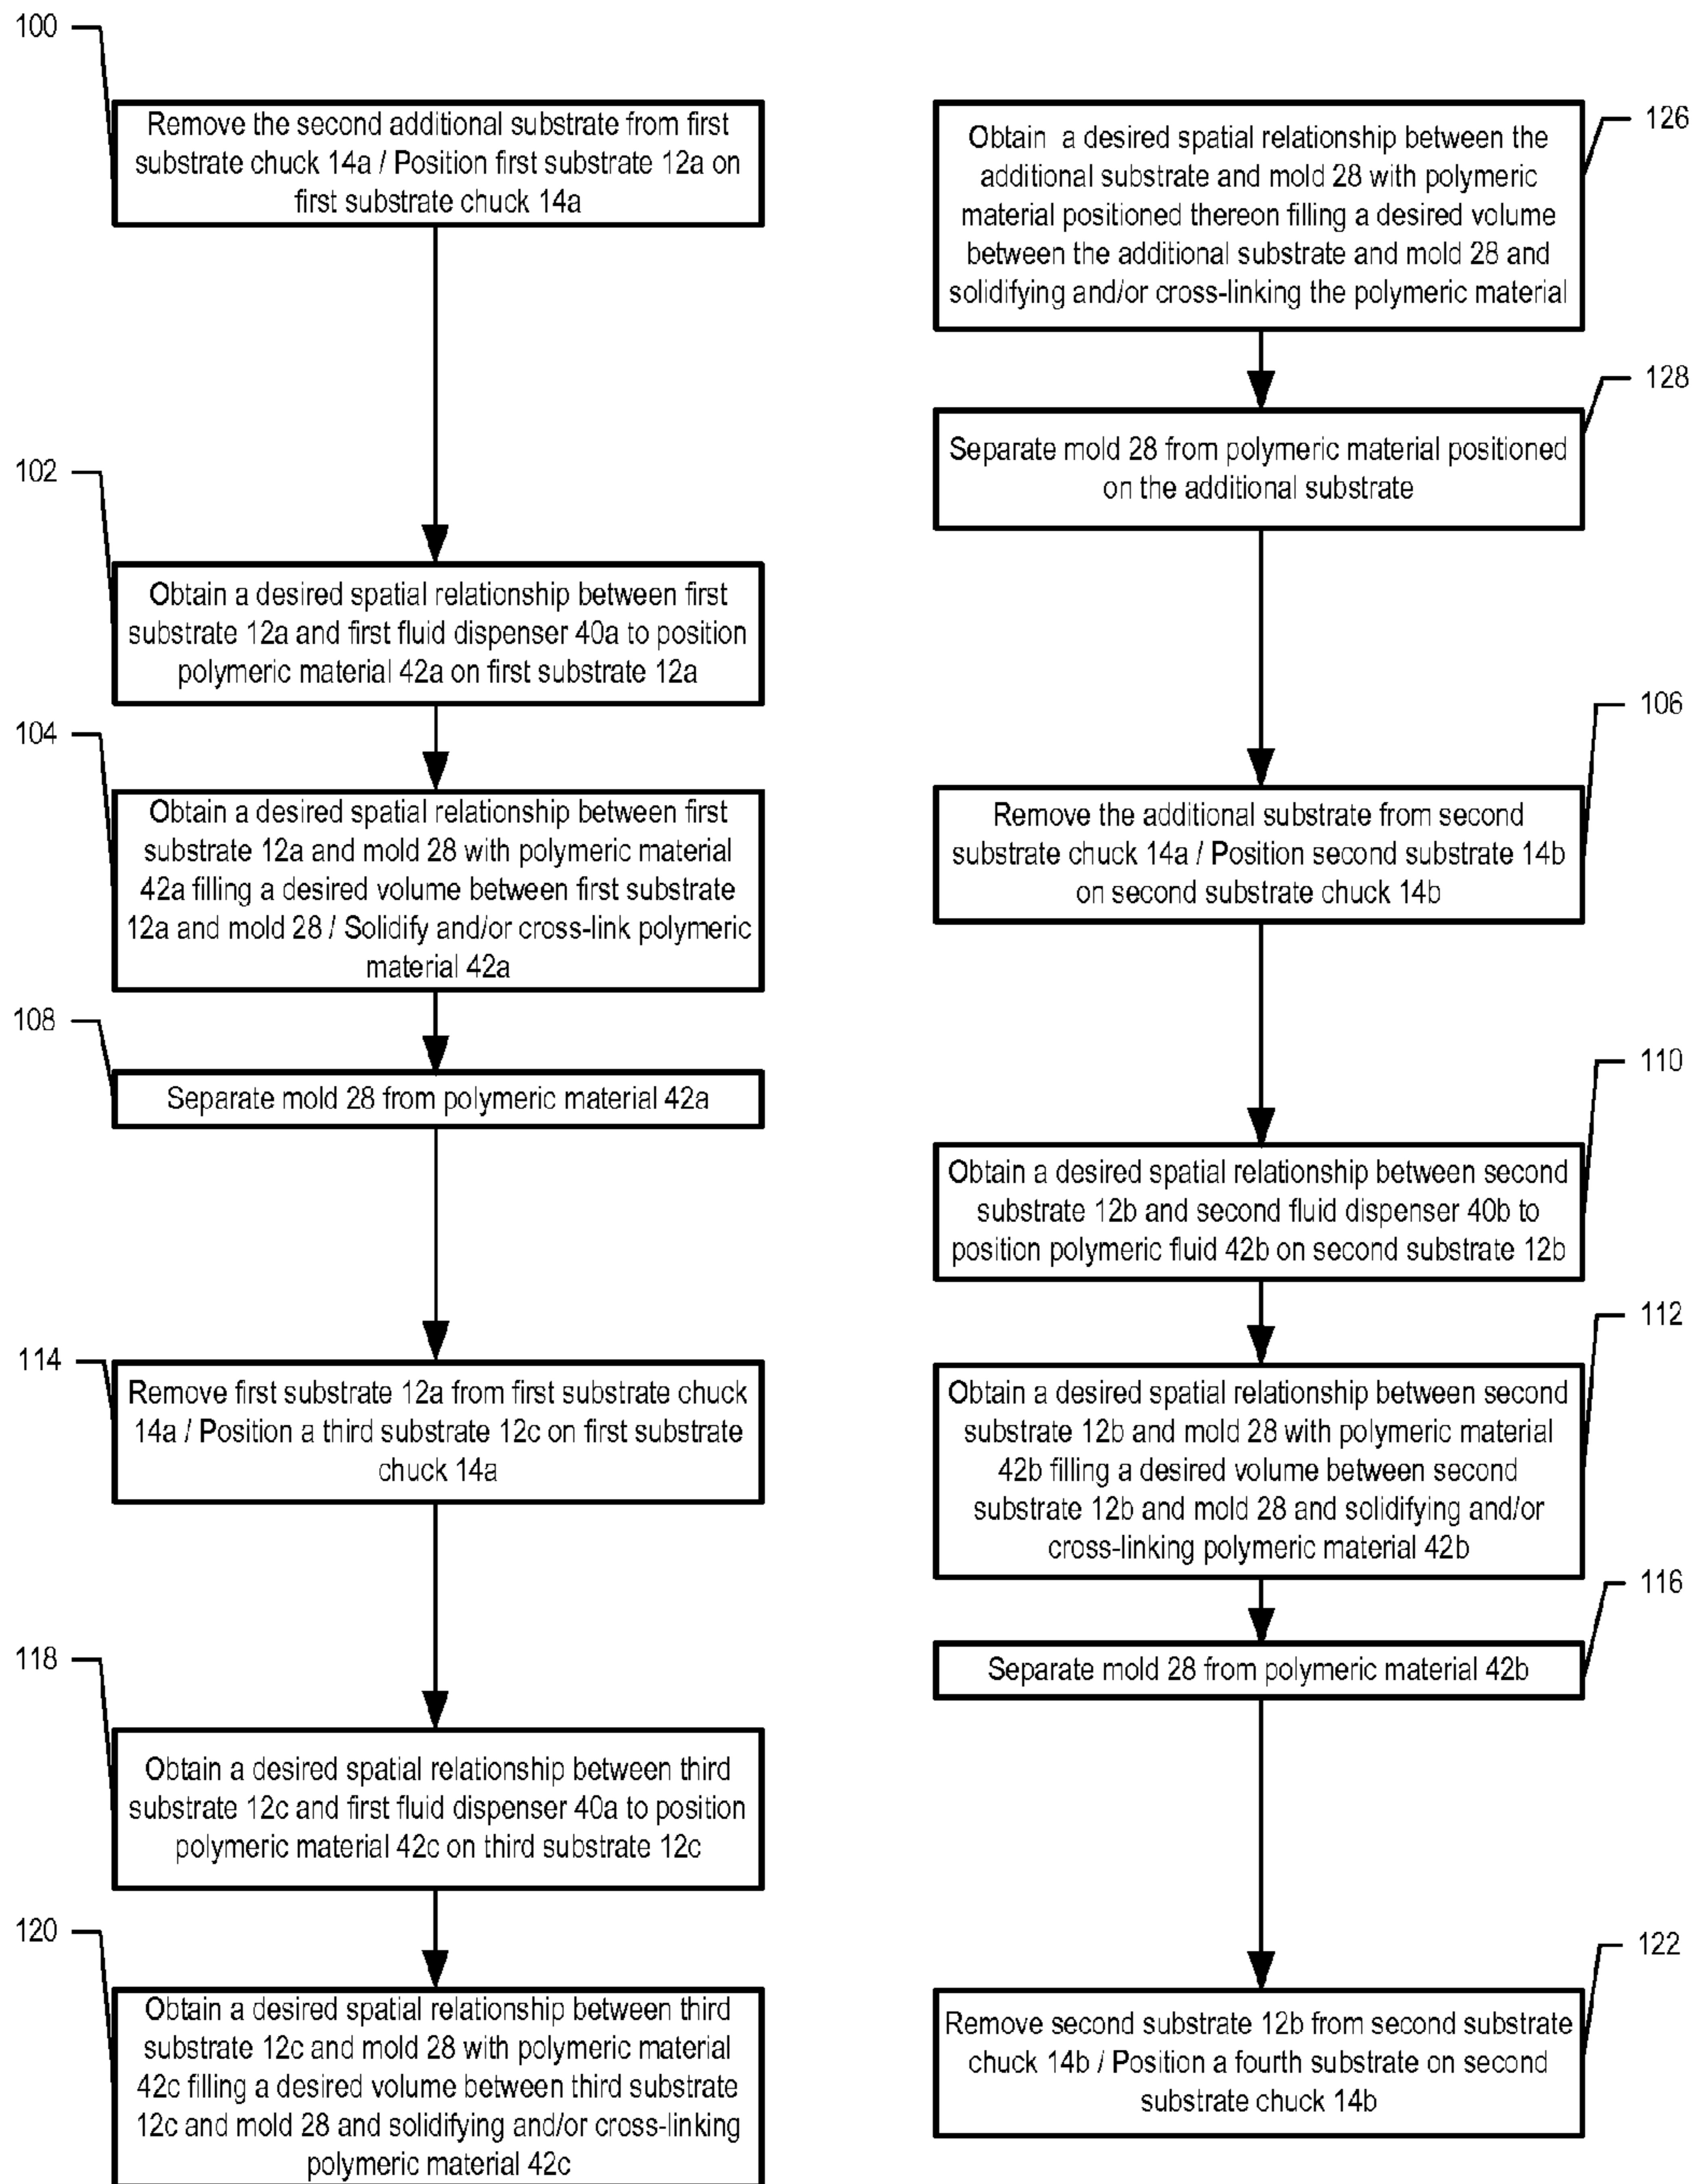 100
Remove the second additional substrate from first
substrate chuck 14a / Position first substrate 12a on
first substrate chuck 14a
102
Obtain a desired spatial relationship between first
substrate 12a and first fluid dispenser 40a to position
polymeric material 42a on first substrate 12a
104
Obtain a desired spatial relationship between first
substrate 12a and mold 28 with polymeric material
42a filling a desired volume between first substrate
12a and mold 28 / Solidify and/or cross-link polymeric
material 42a
108
Separate mold 28 from polymeric material 42a
114
Remove first substrate 12a from first substrate chuck
14a / Position a third substrate 12c on first substrate
chuck 14a
118
Obtain a desired spatial relationship between third
substrate 12c and first fluid dispenser 40a to position
polymeric material 42c on third substrate 12c
120
Obtain a desired spatial relationship between third
substrate 12c and mold 28 with polymeric material
42c filling a desired volume between third substrate
12c and mold 28 and solidifying and/or cross-linking
polymeric material 42c
126
Obtain a desired spatial relationship between the
additional substrate and mold 28 with polymeric
material positioned thereon filling a desired volume
between the additional substrate and mold 28 and
solidifying and/or cross-linking the polymeric material
128
Separate mold 28 from polymeric material positioned
on the additional substrate
106
Remove the additional substrate from second
substrate chuck 14a / Position second substrate 14b
on second substrate chuck 14b
110
Obtain a desired spatial relationship between second
substrate 12b and second fluid dispenser 40b to
position polymeric fluid 42b on second substrate 12b
112
Obtain a desired spatial relationship between second
substrate 12b and mold 28 with polymeric material
42b filling a desired volume between second
substrate 12b and mold 28 and solidifying and/or
cross-linking polymeric material 42b
116
Separate mold 28 from polymeric material 42b
122
Remove second substrate 12b from second substrate
chuck 14b / Position a fourth substrate on second
substrate chuck 14b